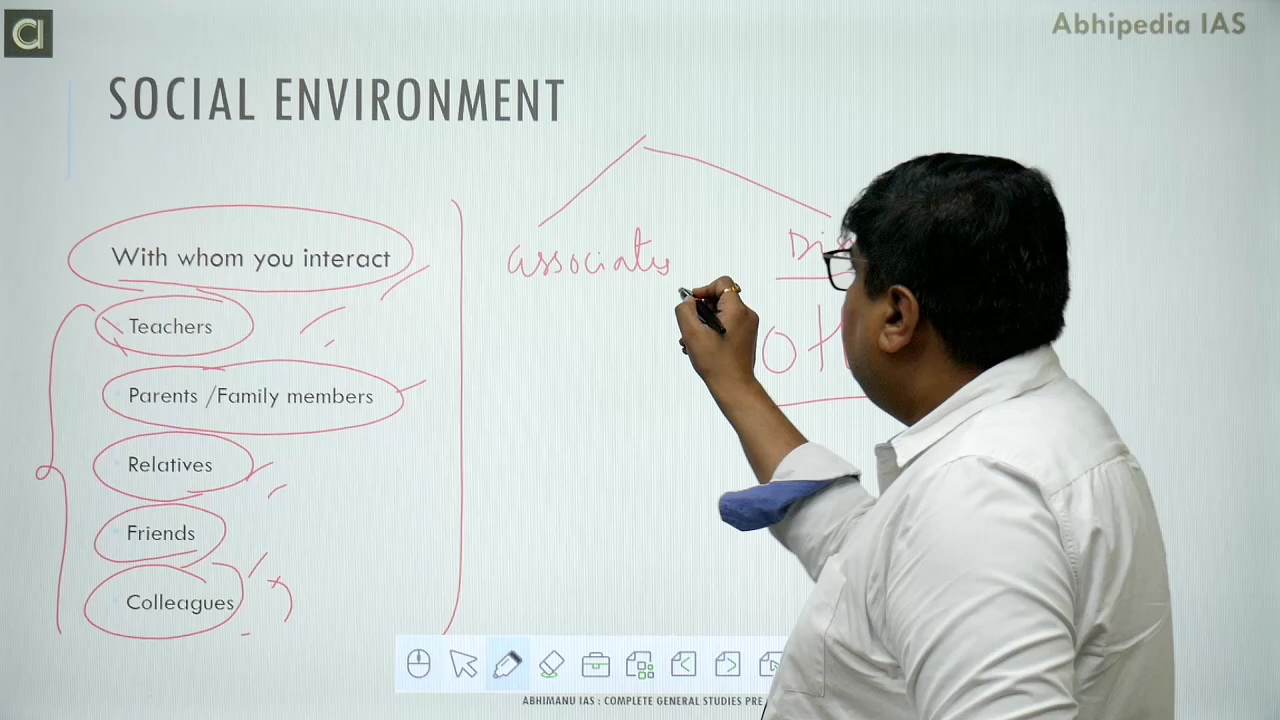 Abhipedia IAS
SOCIAL ENVIRONMENT
With whom you interact
associates
Teachers
Parents /Family members
Relatives
Friends
Colleagues
ABHIMANU IAS : COMPLETE GENERAL STUDIES PRE